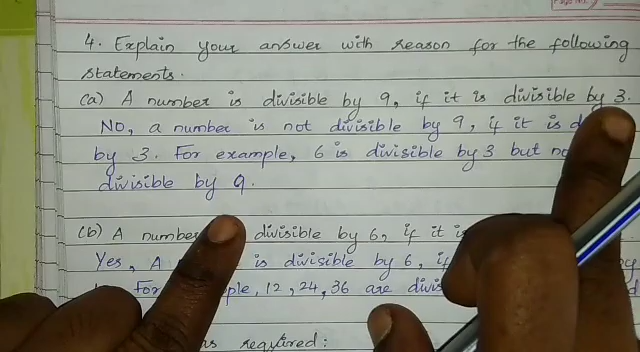 4. Explain your answer with reason for the following
statements.
(a) A number is divisible by 9, if it is divisible by 3.
NO, a number is not divisible by 9, if it is
by 3. For example, 6 is divisible by 3 but
divisible by 9.
(b) A number divisible by 6, if it
Yes, A is divisible by 6, if by
For 12, 24, 36 are
required: